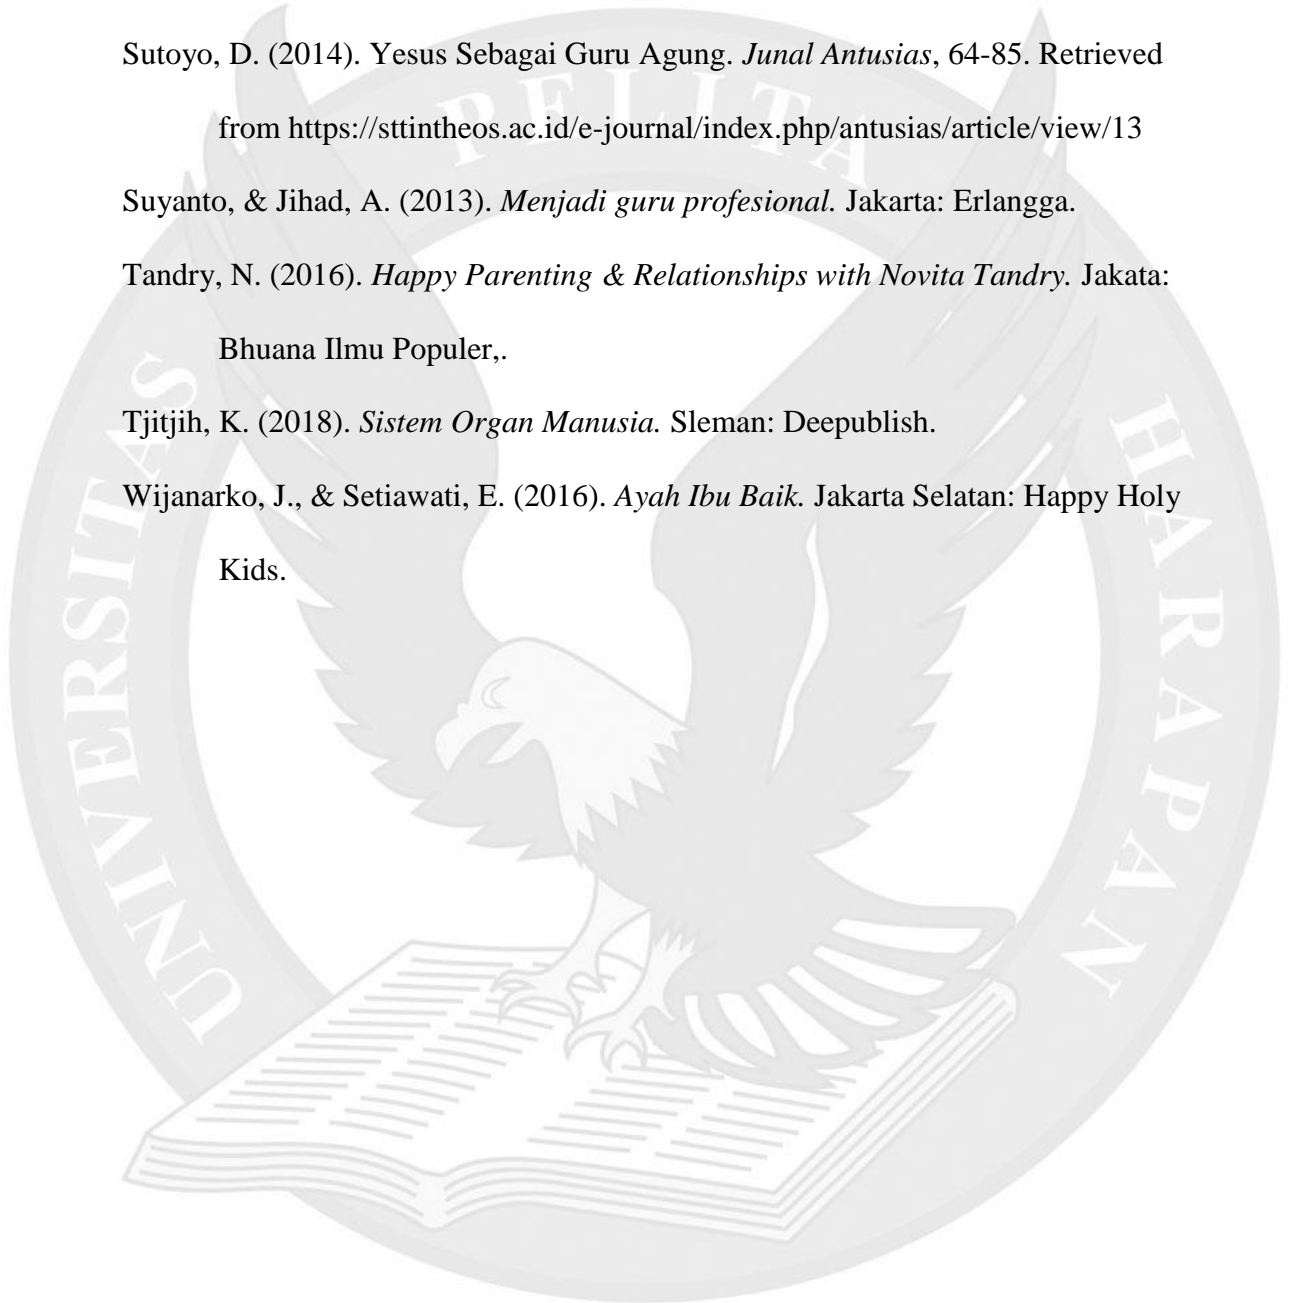 Sutoyo, D. (2014). Yesus Sebagai Guru Agung. Junal Antusias, 64-85. Retrieved
from https://sttintheos.ac.id/e-journal/index.php/antusias/article/view/13
Suyanto, & Jihad, A. (2013). Menjadi guru profesional. Jakarta: Erlangga.
Tandry, N. (2016). Happy Parenting & Relationships with Novita Tandry. Jakata:
Bhuana Ilmu Populer,.
Tjitjih, K. (2018). Sistem Organ Manusia. Sleman: Deepublish.
Wijanarko, J., & Setiawati, E. (2016). Ayah Ibu Baik. Jakarta Selatan: Happy Holy
Kids.
UNIVERSITAS PELITA HARAPAN